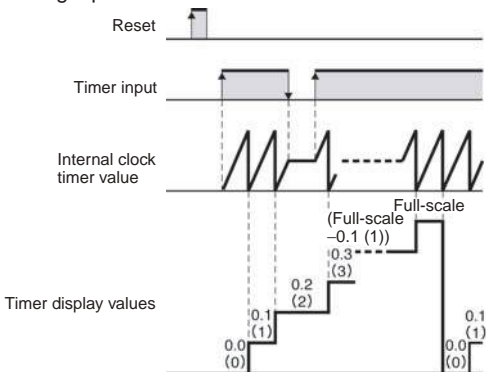 Reset
Timer input
Internal clock
timer value
Full-scale
(Full-scale
–0.1 (1))
0.3
(3)
0.2
(2)
Timer display values
0.1
(1)
0.1
(1)
0.0
(0)
0.0
(0)